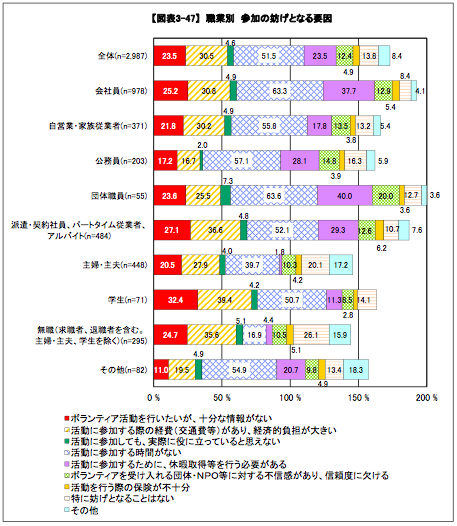 【図表3-47】 職業別 参加の妨げとなる要因
4.6
全体(n=2,987) 23.5 30.5 51.5 23.5 12.4 13.8 8.4
4.9 4.9 8.4
会社員(n=978) 25.2 30.6 63.3 37.7 12.9 4.1
4.9 5.4
自営業・家族従業者(n=371) 21.8 30.2 55.8 17.8 13.5 13.2 5.4
2.0 3.8
公務員(n=203) 17.2 16.7 57.1 28.1 14.8 16.3 5.9
7.3 3.9
団体職員(n=55) 23.6 25.5 63.6 40.0 20.0 12.7 3.6
4.8 3.6
派遣・契約社員、パートタイム従業者、
アルバイト(n=484) 27.1 36.6 52.1 29.3 12.6 10.7 7.6
4.0 1.8 6.2
主婦・主夫(n=448) 20.5 27.9 39.7 10.3 20.1 17.2
4.2 4.2
学生(n=71) 32.4 39.4 50.7 11.3 8.5 14.1
5.1 4.4 2.8
無職(求職者、退職者を含む。
主婦・主夫、学生を除く)(n=295) 24.7 35.6 16.9 10.5 26.1 15.9
4.9 5.1
その他(n=82) 11.0 19.5 54.9 20.7 9.8 13.4 18.3
4.9
0 % 50 % 100 % 150 % 200 %
ボランティア活動を行いたいが、十分な情報がない
活動に参加する際の経費(交通費等)があり、経済的負担が大きい
活動に参加しても、実際に役に立っていると思えない
活動に参加する時間がない
活動に参加するために、休暇取得等を行う必要がある
ボランティアを受け入れる団体・NPO等に対する不信感があり、信頼度に欠ける
活動を行う際の保険が不十分
特に妨げとなることはない
その他